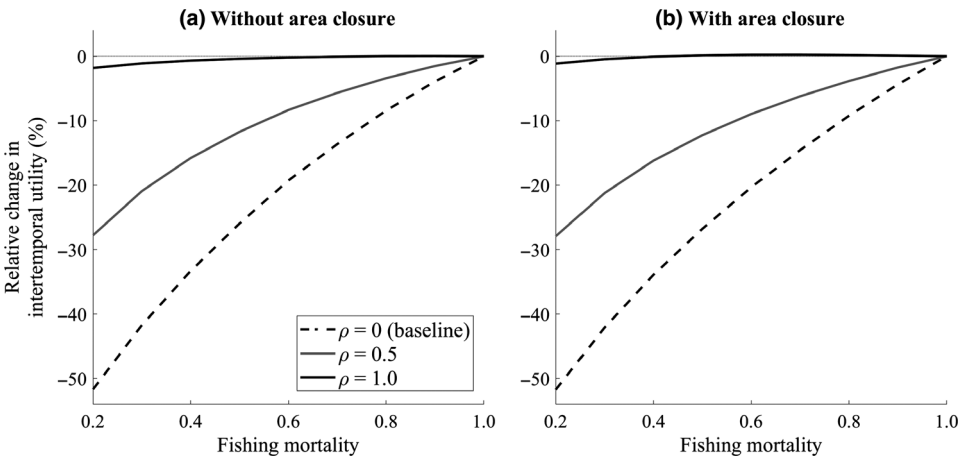 (a) Without area closure
(b) With area closure
Relative change in
intertemporal utility (%)
0
−10
−20
−30
−40
−50
ρ = 0 (baseline)
ρ = 0.5
ρ = 1.0
0.2
0.4
0.6
0.8
1.0
Fishing mortality
0
−10
−20
−30
−40
−50
0.2
0.4
0.6
0.8
1.0
Fishing mortality